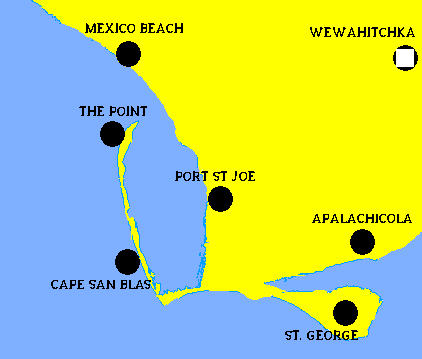 MEXICO BEACH
WEWAHITCHKA
THE POINT
PORT ST JOE
APALACHICOLA
CAPE SAN BLAS
ST. GEORGE